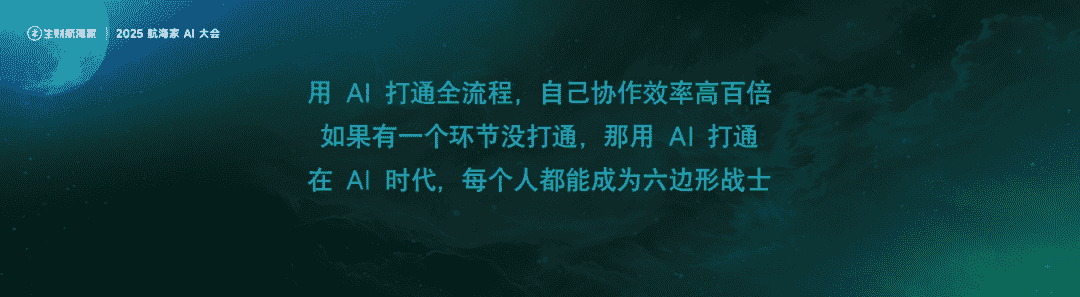 生财航海家 | 2025 航海家 AI 大会
用 AI 打通全流程，自己协作效率高百倍
如果有一个环节没打通，那用 AI 打通
在 AI 时代，每个人都能成为六边形战士